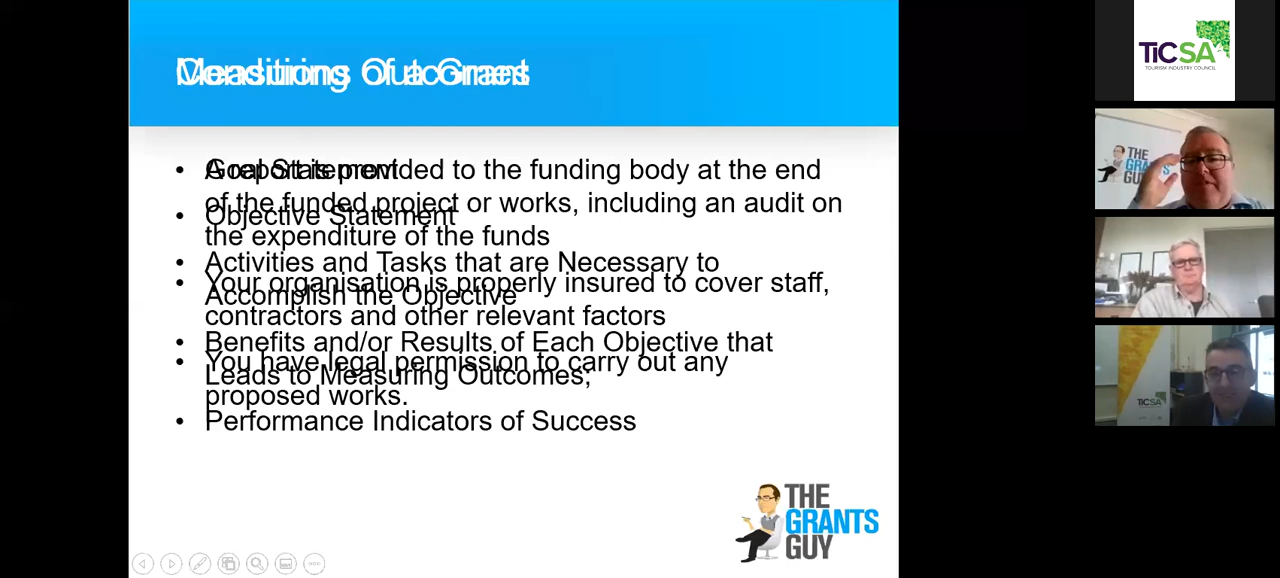 Conditions Of a Grant
Measuring Outcomes
A report is provided to the funding body at the end
of the funded project or works, including an audit on
the expenditure of the funds
Your organisation is properly insured to cover staff,
contractors and other relevant factors
You have legal permission to carry out any
proposed works.
Goal Statement
Objective Statement
Activities and Tasks that are Necessary to
Accomplish the Objective
Benefits and/or Results of Each Objective that
Leads to Measuring Outcomes;
Performance Indicators of Success
THE
GRANTS
GUY
TiCSA
TOURISM INDUSTRY COUNCIL
THE
GUY
TiCSA